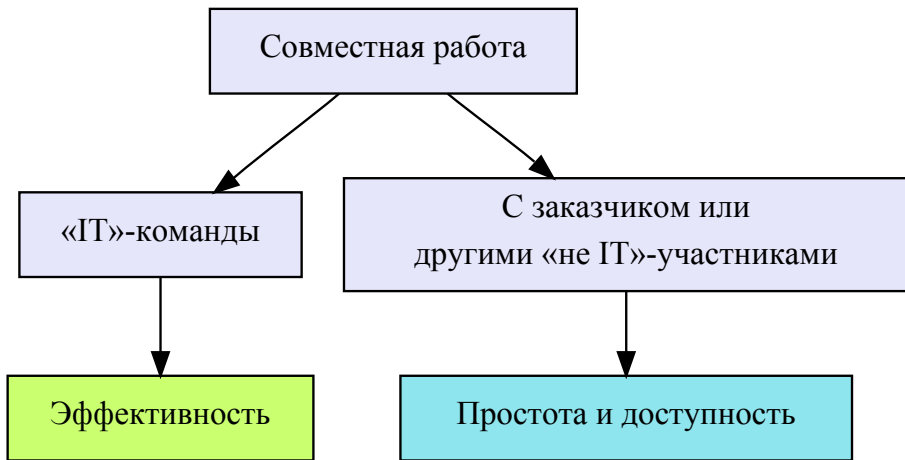 Совместная работа
«IT»-команды
С заказчиком или
другими «не IT»-участниками
Эффективность
Простота и доступность